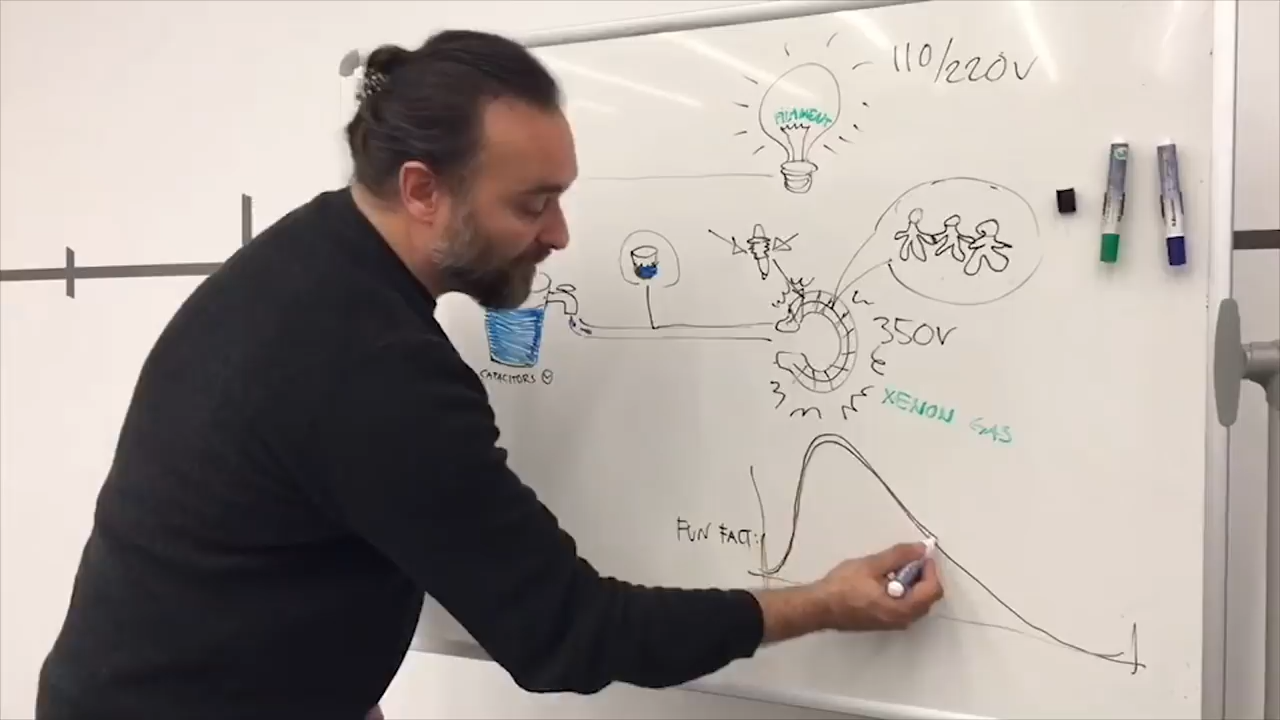 110/220V
FILAMENT
350V
CAPACITORS
XENON GAS
FUN FACT: